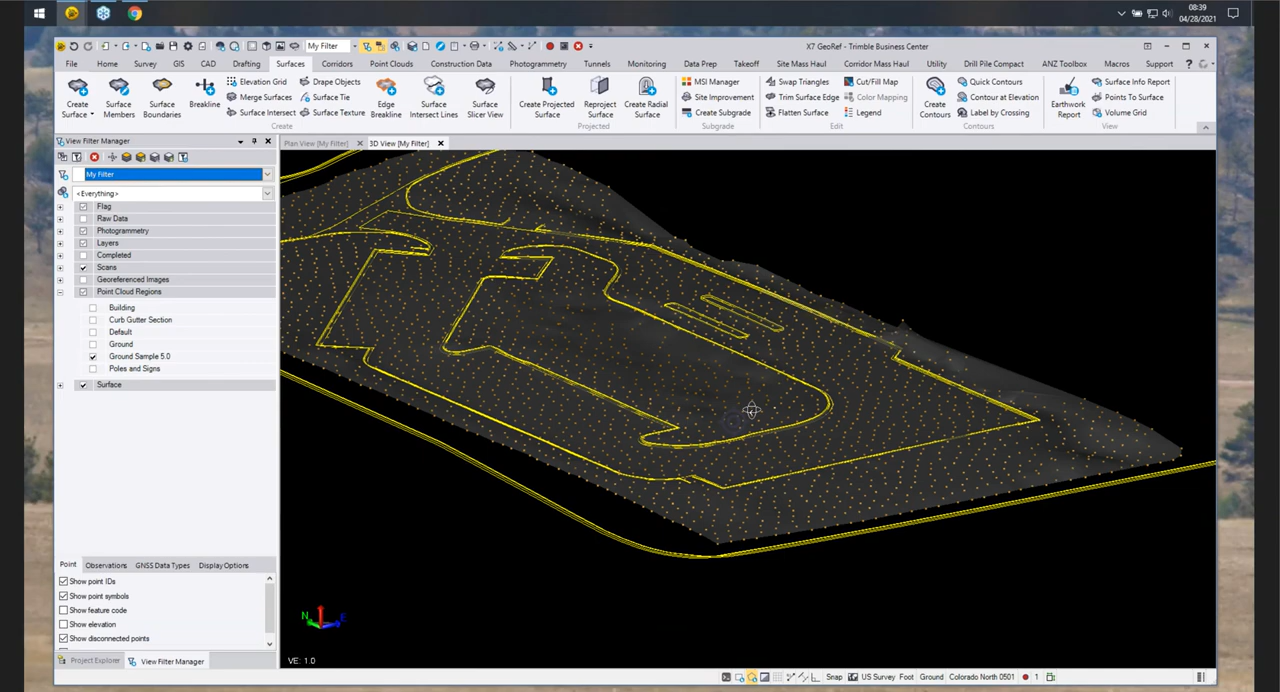 08:39
04/28/2021
My Filter
X7 GeoRef - Trimble Business Center
File Home Survey GIS CAD Drafting Surfaces Corridors Point Clouds Construction Data Photogrammetry Tunnels Monitoring Data Prep Takeoff Site Mass Haul Corridor Mass Haul Utility Drill Pile Compact ANZ Toolbox Macros Support
Elevation Grid Drape Objects MSI Manager Swap Triangles Cut/Fill Map Quick Contours Surface Info Report
Merge Surfaces Surface Tie Site Improvement Trim Surface Edge Color Mapping Contour at Elevation Points To Surface
Create Surface Surface Members Surface Boundaries Breakline Surface Intersect Surface Texture Edge Breakline Surface Intersect Lines Surface Slicer View Create Projected Surface Reproject Surface Create Radial Surface Create Subgrade Flatten Surface Legend Create Contours Label by Crossing Earthwork Report Volume Grid
Create Projected Subgrade Edit Contours View
View Filter Manager
Plan View [My Filter] 3D View [My Filter]
My Filter
<Everything>
Flag
Raw Data
Photogrammetry
Layers
Completed
Scans
Georeferenced Images
Point Cloud Regions
Building
Curb Gutter Section
Default
Ground
Ground Sample 5.0
Poles and Signs
Surface
Point Observations GNSS Data Types Display Options
Show point IDs
Show point symbols
Show feature code
Show elevation
Show disconnected points
N E
VE: 1.0
Project Explorer View Filter Manager
Snap US Survey Foot Ground Colorado North 0501 1